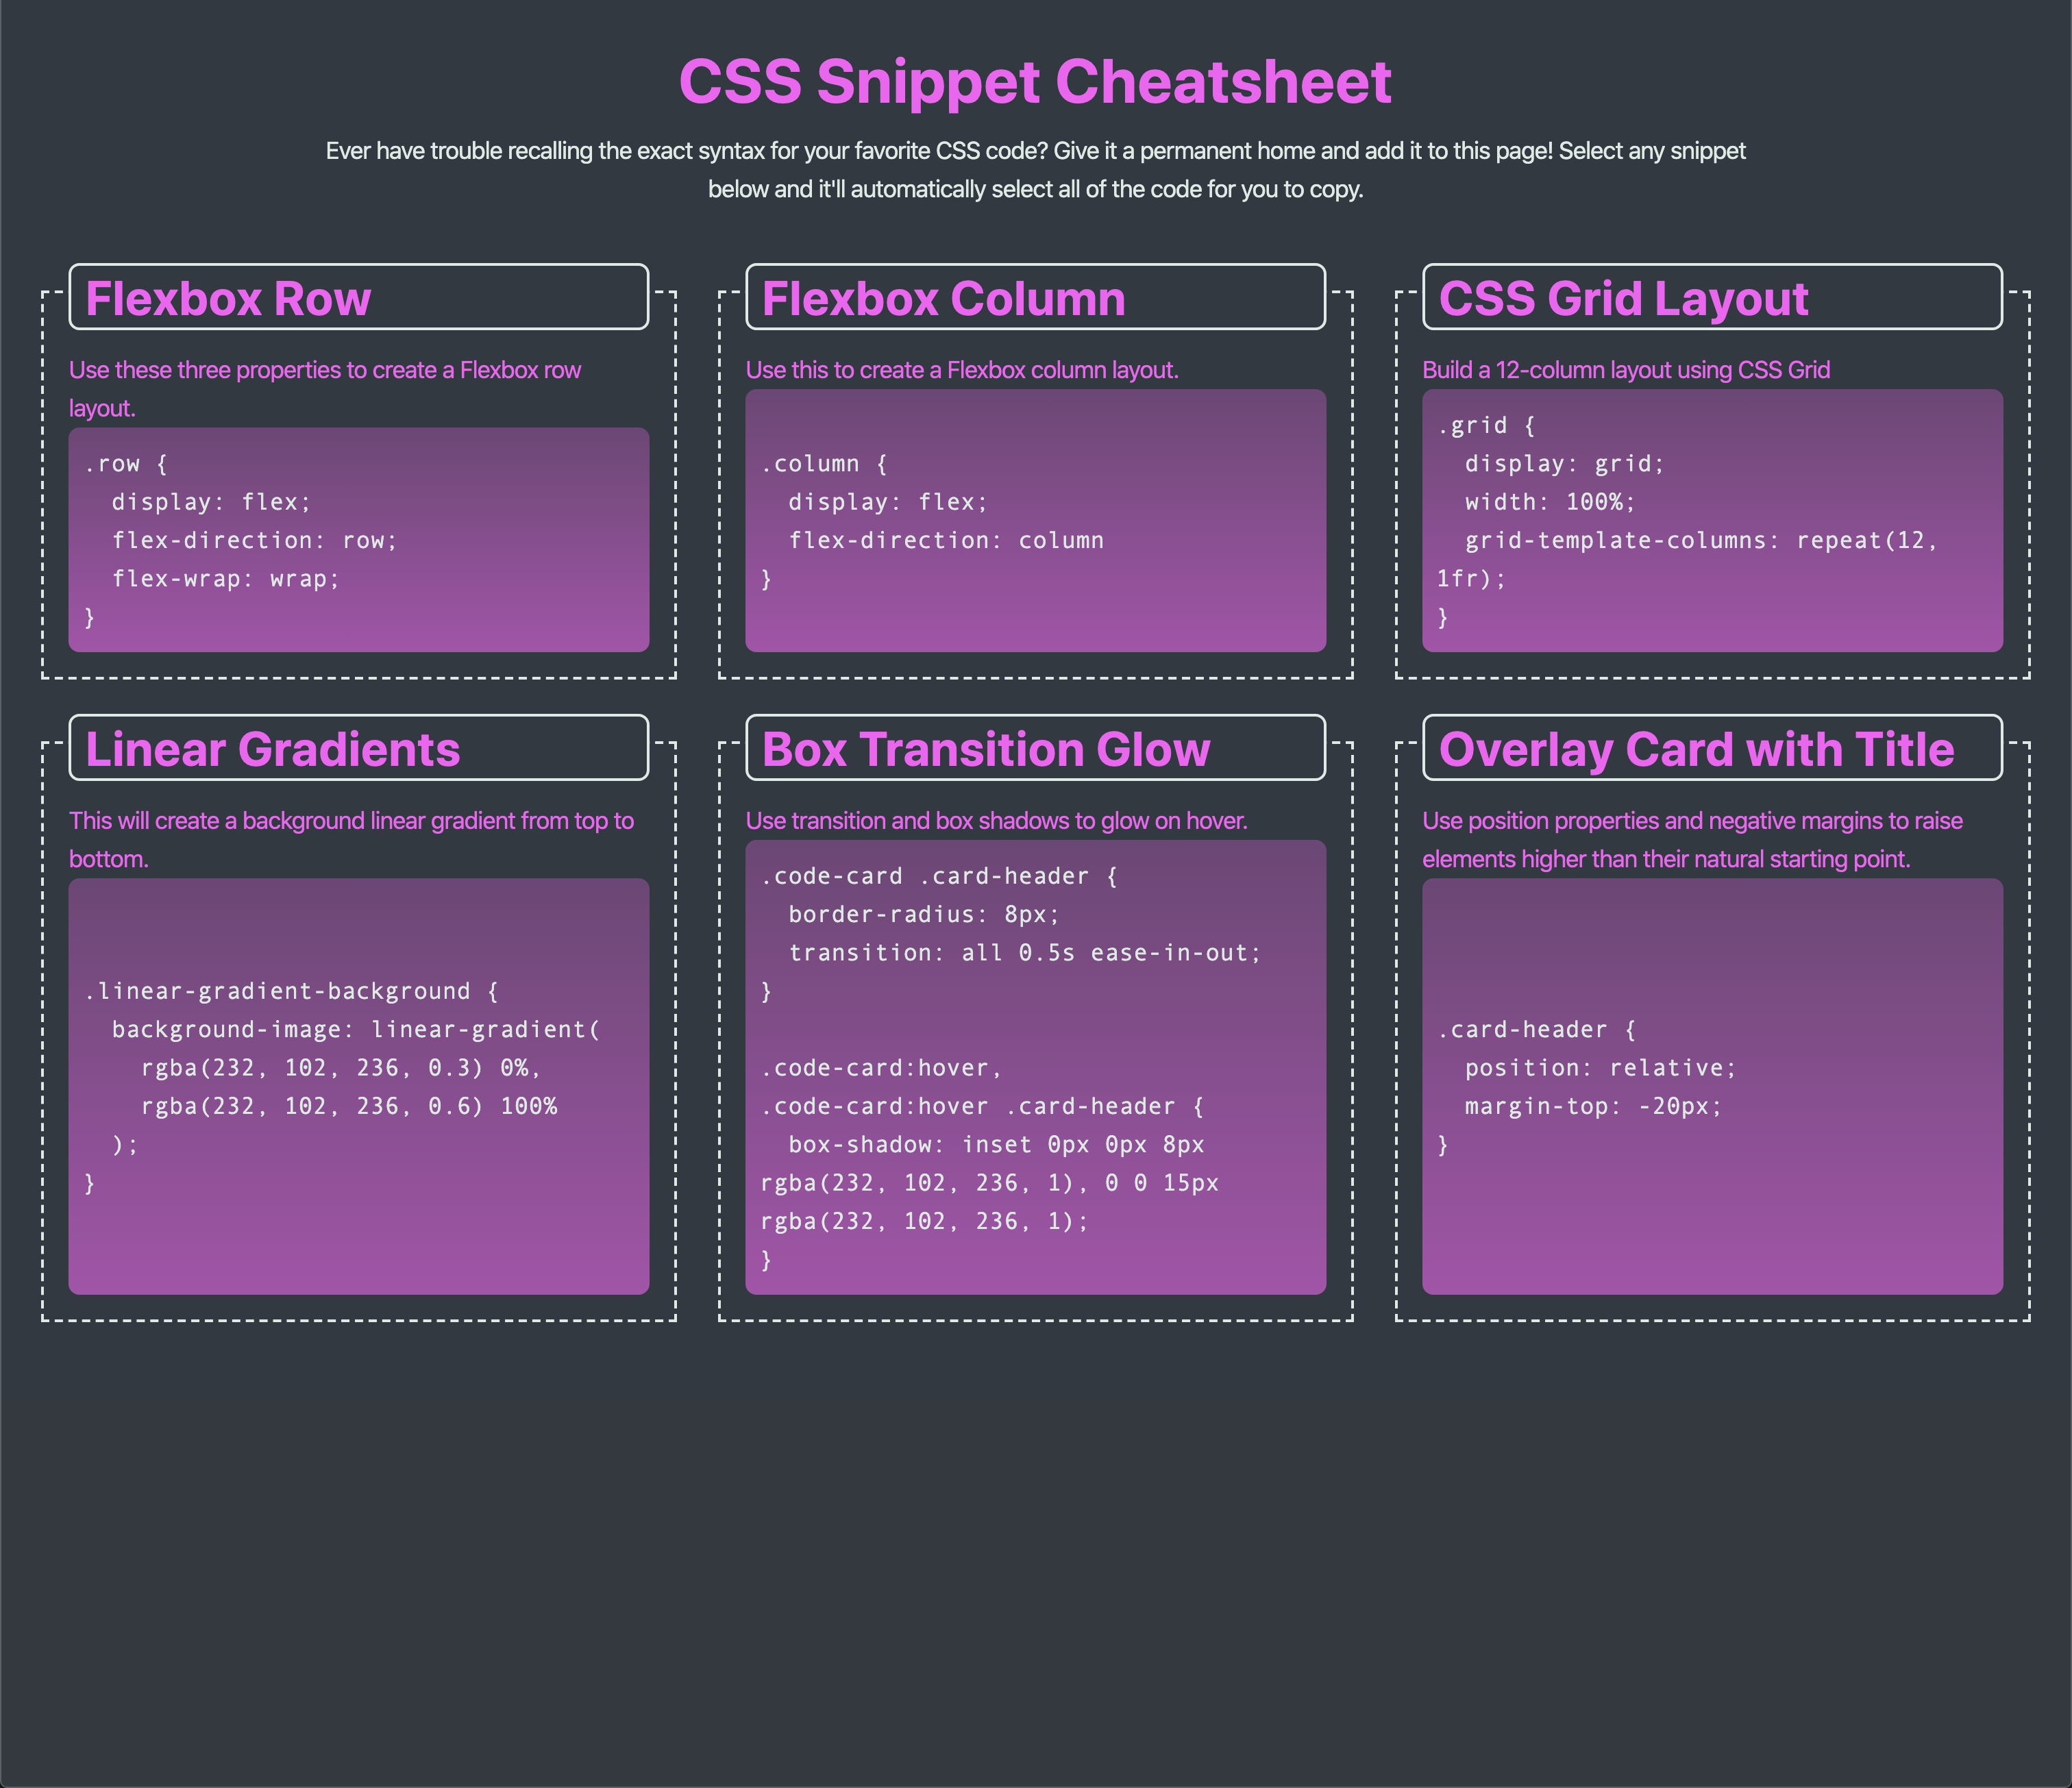 CSS Snippet Cheatsheet
Ever have trouble recalling the exact syntax for your favorite CSS code? Give it a permanent home and add it to this page! Select any snippet
below and it'll automatically select all of the code for you to copy.
Flexbox Row
Use these three properties to create a Flexbox row
layout.
.row {
  display: flex;
  flex-direction: row;
  flex-wrap: wrap;
}
Flexbox Column
Use this to create a Flexbox column layout.
.column {
  display: flex;
  flex-direction: column
}
CSS Grid Layout
Build a 12-column layout using CSS Grid
.grid {
  display: grid;
  width: 100%;
  grid-template-columns: repeat(12,
1fr);
}
Linear Gradients
This will create a background linear gradient from top to
bottom.
.linear-gradient-background {
  background-image: linear-gradient(
    rgba(232, 102, 236, 0.3) 0%,
    rgba(232, 102, 236, 0.6) 100%
  );
}
Box Transition Glow
Use transition and box shadows to glow on hover.
.code-card .card-header {
  border-radius: 8px;
  transition: all 0.5s ease-in-out;
}
.code-card:hover,
.code-card:hover .card-header {
  box-shadow: inset 0px 0px 8px
rgba(232, 102, 236, 1), 0 0 15px
rgba(232, 102, 236, 1);
}
Overlay Card with Title
Use position properties and negative margins to raise
elements higher than their natural starting point.
.card-header {
  position: relative;
  margin-top: -20px;
}